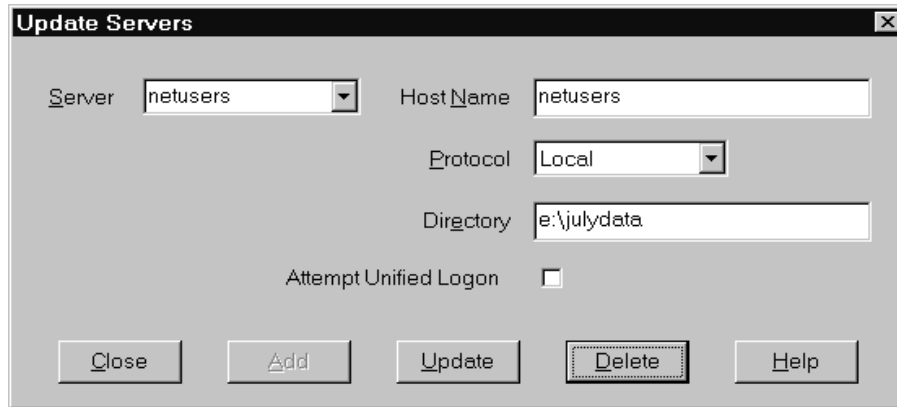 Update Servers
Server netusers Host Name netusers
Protocol Local
Directory e:\julydata
Attempt Unified Logon
Close Add Update Delete Help